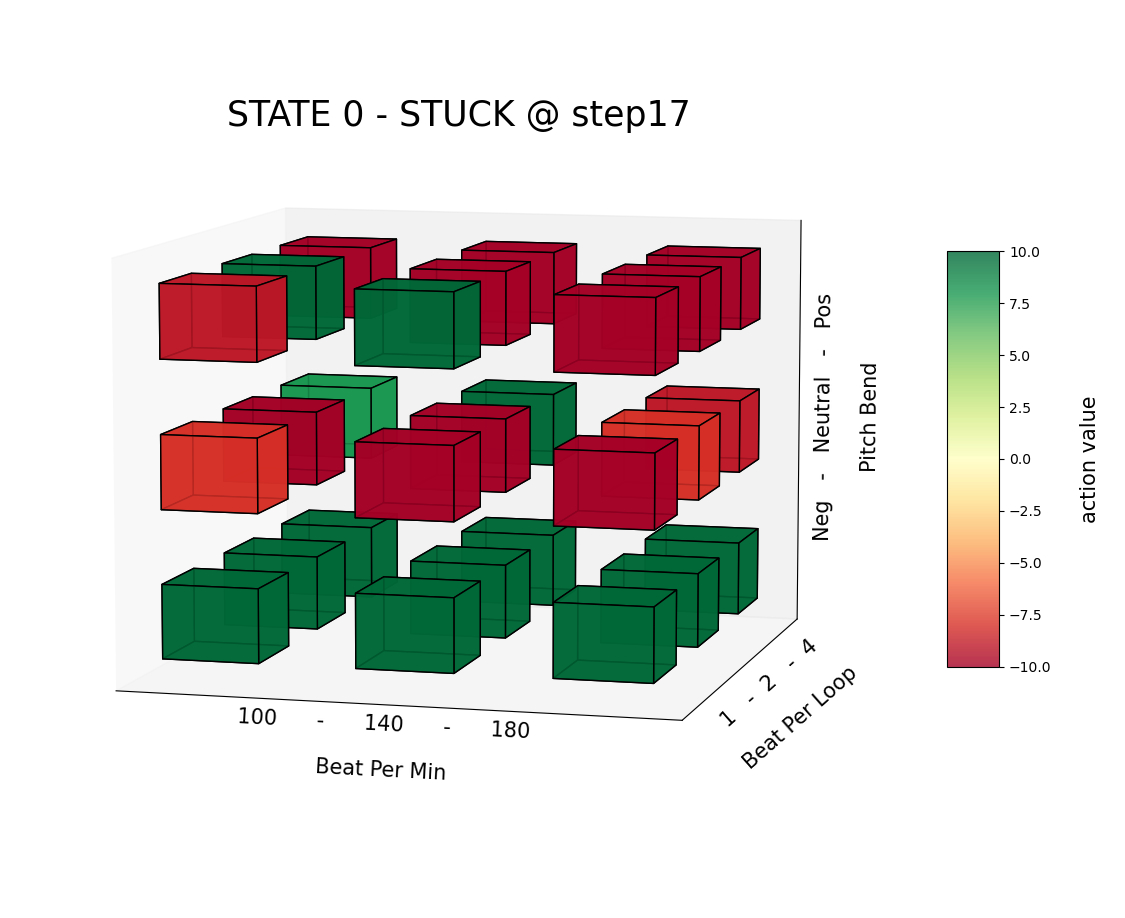 STATE 0 - STUCK @ step17
Neg - Neutral - Pos
Pitch Bend
100 - 140 - 180
Beat Per Min
1 - 2 - 4
Beat Per Loop
10.0
7.5
5.0
2.5
0.0
−2.5
−5.0
−7.5
−10.0
action value